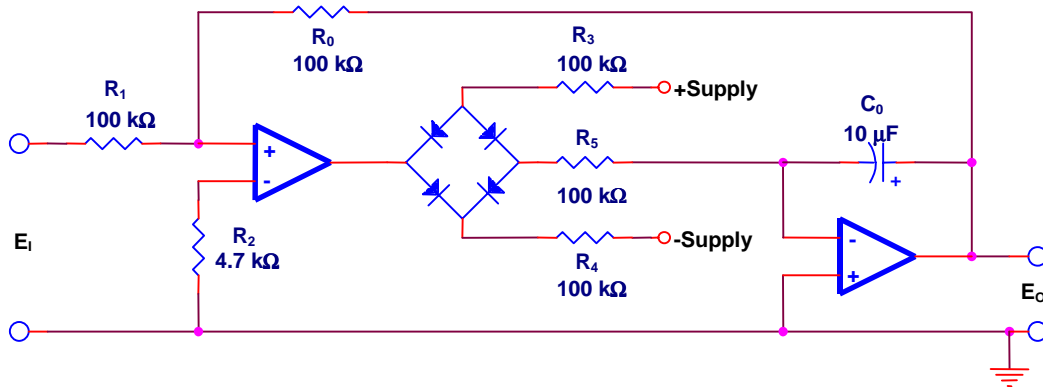 R₀
100 kΩ
R₃
100 kΩ
+Supply
R₁
100 kΩ
C₀
10 µF
+
+
-
R₅
100 kΩ
R₂
4.7 kΩ
-Supply
R₄
100 kΩ
-
+
Eᵢ
E₀